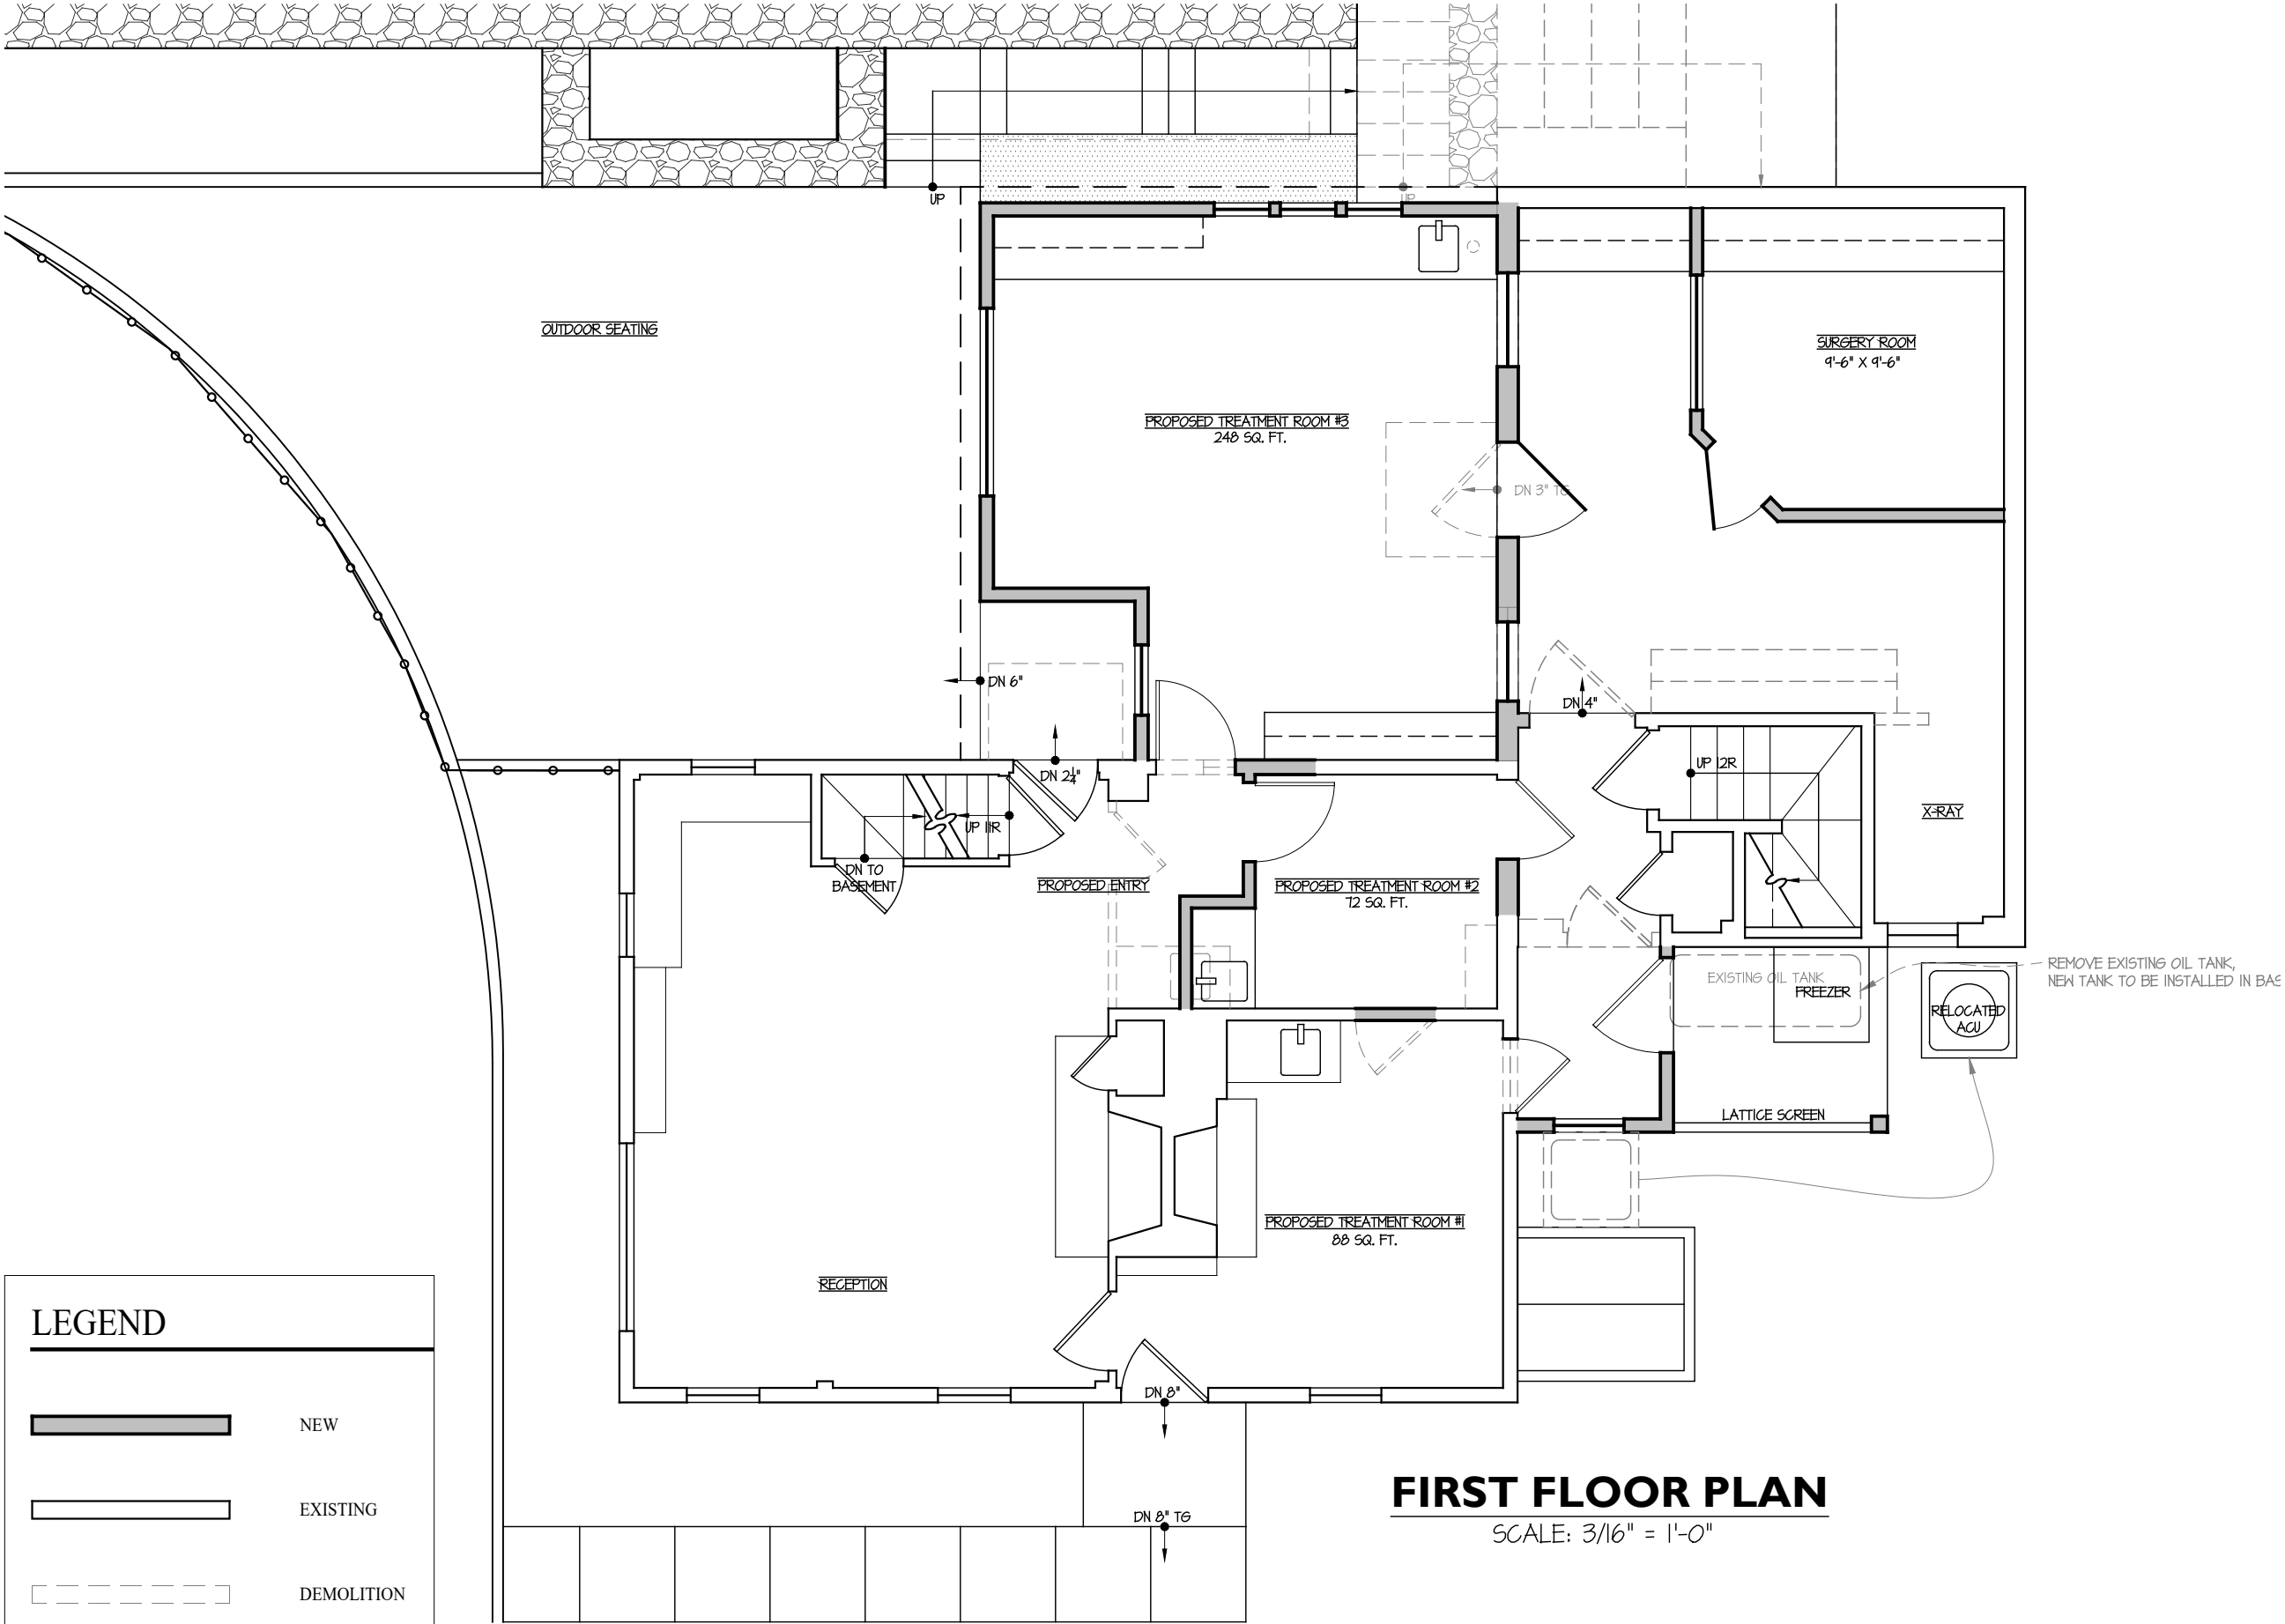 UP
UP
OUTDOOR SEATING
SURGERY ROOM
9'-6" X 9'-6"
PROPOSED TREATMENT ROOM #3
248 SQ. FT.
DN 3" TG
DN 6"
DN 4"
DN 2¼"
UP 12R
X-RAY
UP 11R
DN TO
BASEMENT
PROPOSED ENTRY
PROPOSED TREATMENT ROOM #2
72 SQ. FT.
EXISTING OIL TANK
FREEZER
REMOVE EXISTING OIL TANK,
NEW TANK TO BE INSTALLED IN BAS
RELOCATED
ACU
LATTICE SCREEN
PROPOSED TREATMENT ROOM #1
88 SQ. FT.
RECEPTION
DN 8"
DN 8" TG
LEGEND
NEW
EXISTING
DEMOLITION
FIRST FLOOR PLAN
SCALE: 3/16" = 1'-0"